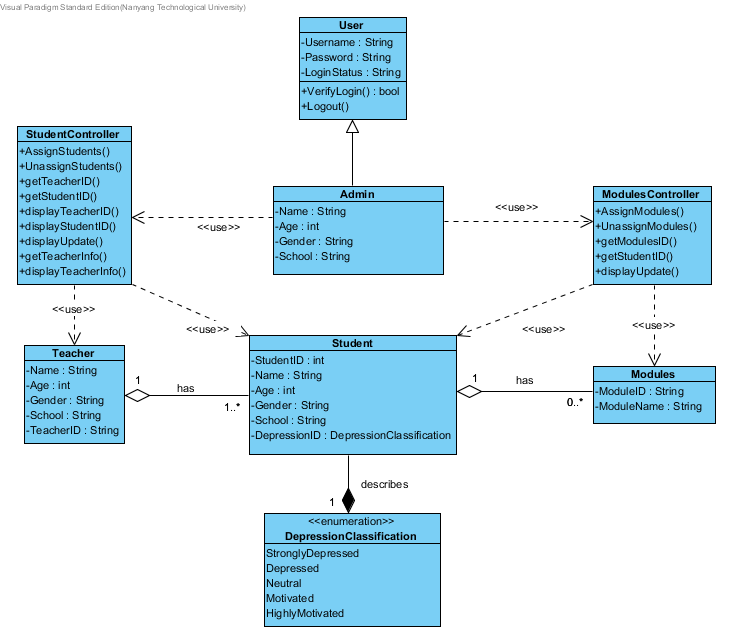 Visual Paradigm Standard Edition(Nanyang Technological University)
User
-Username : String
-Password : String
-LoginStatus : String
+VerifyLogin() : bool
+Logout()
StudentController
+AssignStudents()
+UnassignStudents()
+getTeacherID()
+getStudentID()
+displayTeacherID()
+displayStudentID()
+displayUpdate()
+getTeacherInfo()
+displayTeacherInfo()
Admin
-Name : String
-Age : int
-Gender : String
-School : String
ModulesController
+AssignModules()
+UnassignModules()
+getModulesID()
+getStudentID()
+displayUpdate()
<<use>>
<<use>>
<<use>>
<<use>>
<<use>>
<<use>>
Teacher
-Name : String
-Age : int
-Gender : String
-School : String
-TeacherID : String
1
has
1..*
Student
-StudentID : int
-Name : String
-Age : int
-Gender : String
-School : String
-DepressionID : DepressionClassification
1
has
0..*
Modules
-ModuleID : String
-ModuleName : String
describes
1
<<enumeration>>
DepressionClassification
StronglyDepressed
Depressed
Neutral
Motivated
HighlyMotivated